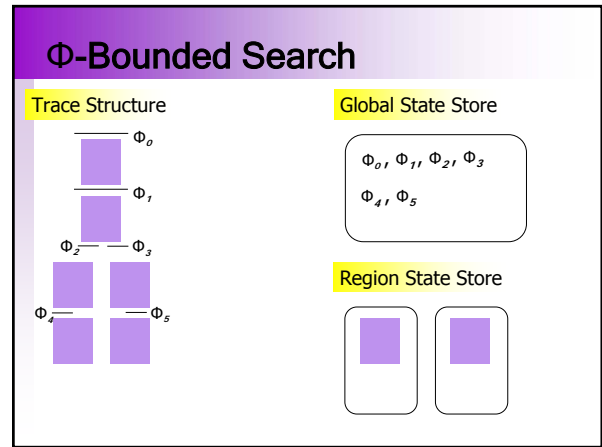 Φ-Bounded Search
Trace Structure
Φ₀
Φ₁
Φ₂ Φ₃
Φ₄ Φ₅
Global State Store
Φ₀, Φ₁, Φ₂, Φ₃
Φ₄, Φ₅
Region State Store